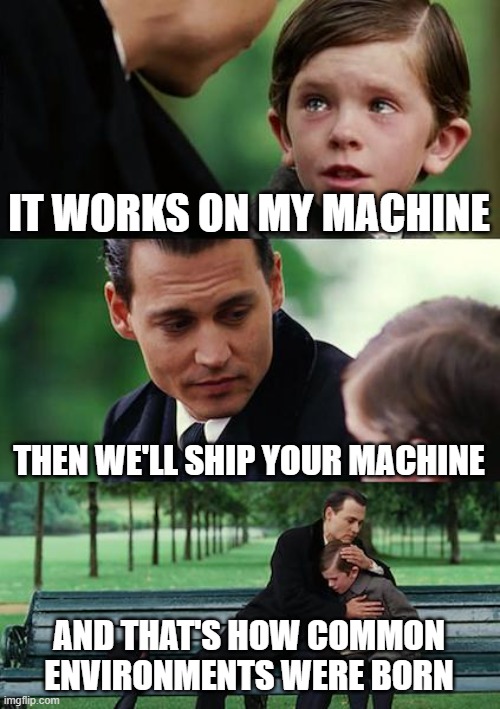 IT WORKS ON MY MACHINE
THEN WE'LL SHIP YOUR MACHINE
AND THAT'S HOW COMMON
ENVIRONMENTS WERE BORN
imgflip.com